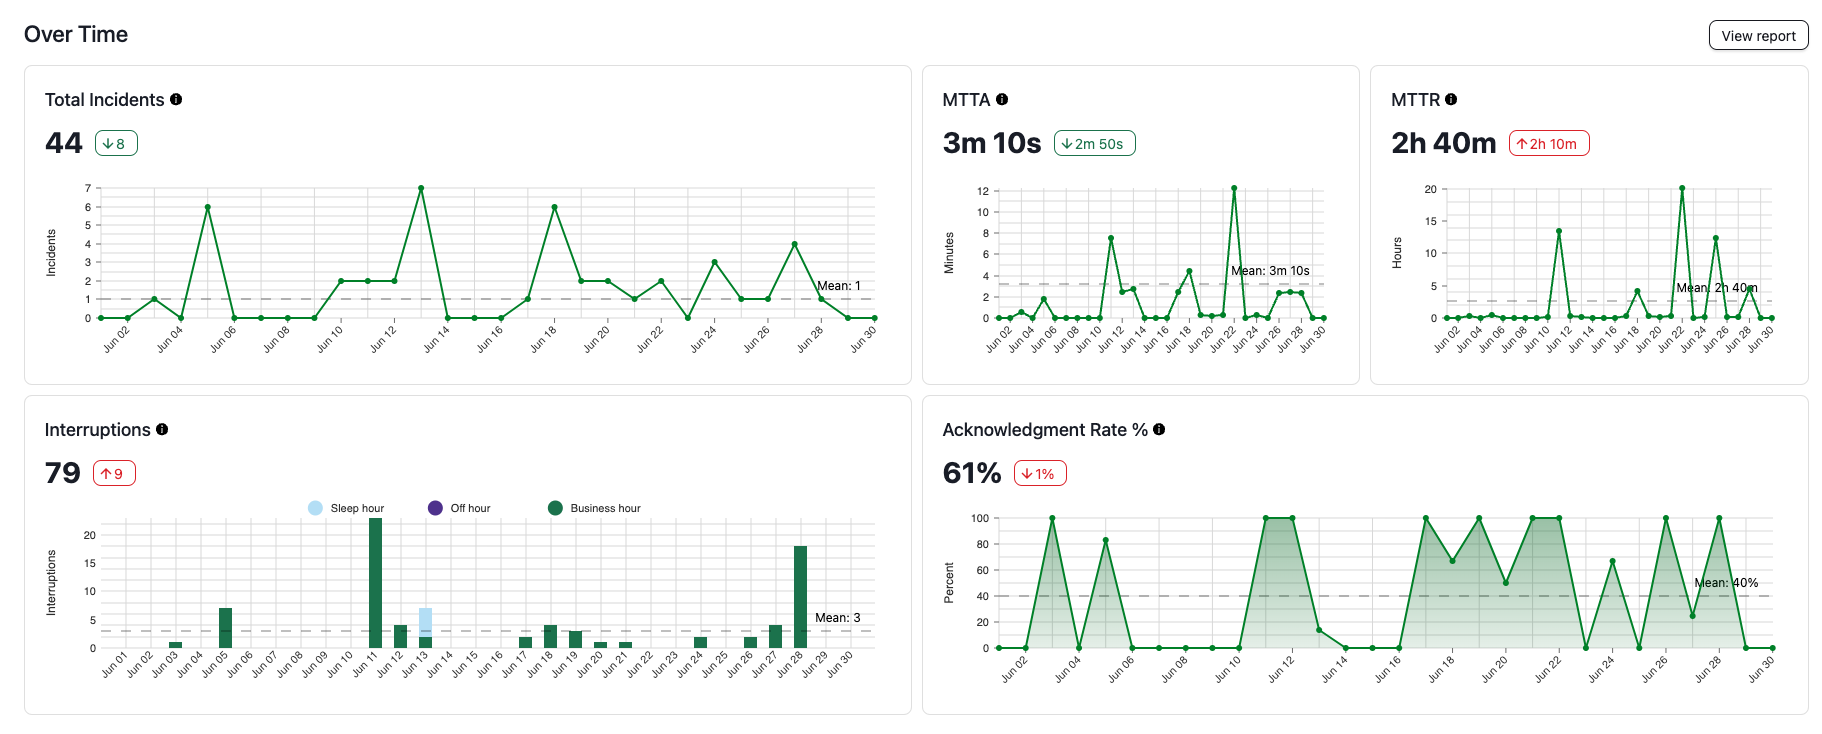 Over Time
View report
Total Incidents
44
↓8
Incidents
7
6
5
4
3
2
1
0
Mean: 1
Jun 02
Jun 04
Jun 06
Jun 08
Jun 10
Jun 12
Jun 14
Jun 16
Jun 18
Jun 20
Jun 22
Jun 24
Jun 26
Jun 28
Jun 30
MTTA
3m 10s
↓2m 50s
Minutes
12
10
8
6
4
2
0
Mean: 3m 10s
Jun 02
Jun 04
Jun 06
Jun 08
Jun 10
Jun 12
Jun 14
Jun 16
Jun 18
Jun 20
Jun 22
Jun 24
Jun 26
Jun 28
Jun 30
MTTR
2h 40m
↑2h 10m
Hours
20
15
10
5
0
Mean: 2h 40m
Jun 02
Jun 04
Jun 06
Jun 08
Jun 10
Jun 12
Jun 14
Jun 16
Jun 18
Jun 20
Jun 22
Jun 24
Jun 26
Jun 28
Jun 30
Interruptions
79
↑9
Sleep hour
Off hour
Business hour
Interruptions
20
15
10
5
0
Mean: 3
Jun 01
Jun 02
Jun 03
Jun 04
Jun 05
Jun 06
Jun 07
Jun 08
Jun 09
Jun 10
Jun 11
Jun 12
Jun 13
Jun 14
Jun 15
Jun 16
Jun 17
Jun 18
Jun 19
Jun 20
Jun 21
Jun 22
Jun 23
Jun 24
Jun 25
Jun 26
Jun 27
Jun 28
Jun 29
Jun 30
Acknowledgment Rate %
61%
↓1%
Percent
100
80
60
40
20
0
Mean: 40%
Jun 02
Jun 04
Jun 06
Jun 08
Jun 10
Jun 12
Jun 14
Jun 16
Jun 18
Jun 20
Jun 22
Jun 24
Jun 26
Jun 28
Jun 30